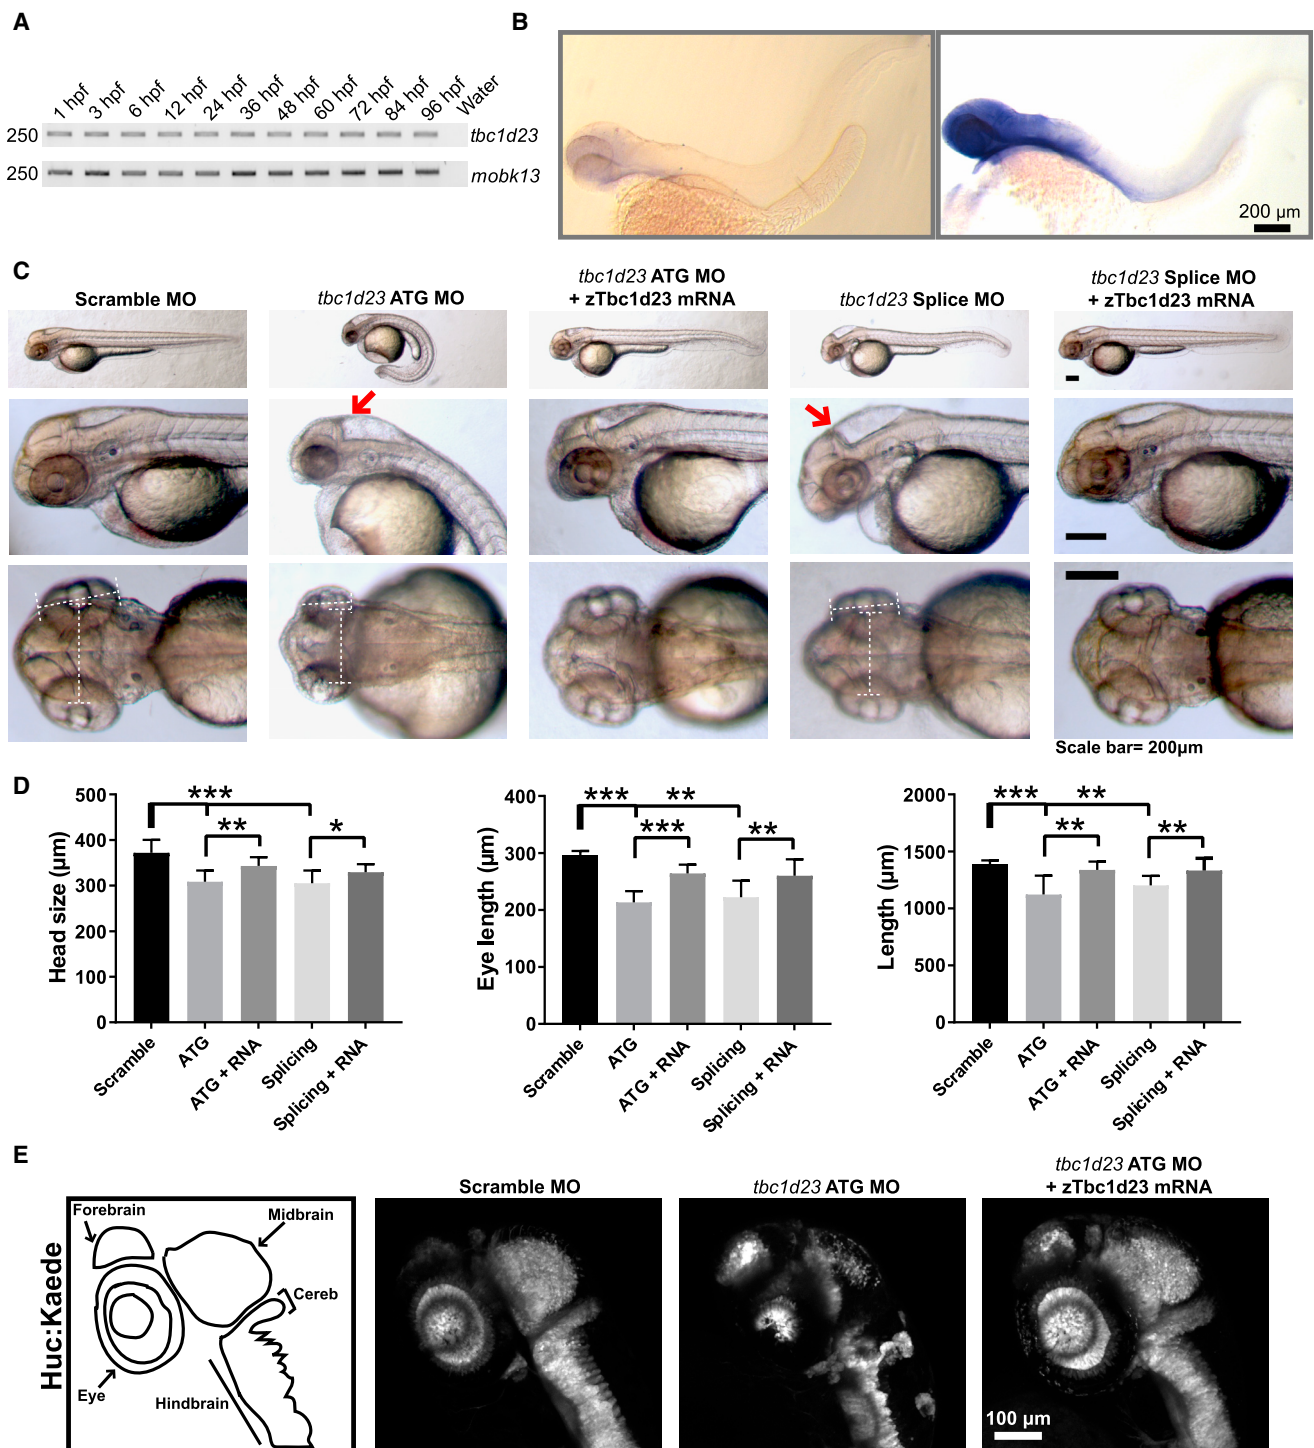 A
1 hpf
3 hpf
6 hpf
12 hpf
24 hpf
36 hpf
48 hpf
60 hpf
72 hpf
84 hpf
96 hpf
Water
250
tbc1d23
250
mobk13
B
200 µm
C
Scramble MO
tbc1d23 ATG MO
tbc1d23 ATG MO
+ zTbc1d23 mRNA
tbc1d23 Splice MO
tbc1d23 Splice MO
+ zTbc1d23 mRNA
Scale bar= 200µm
D
Head size (µm)
500
400
300
200
100
0
***
**
*
Scramble
ATG
ATG + RNA
Splicing
Splicing + RNA
Eye length (µm)
400
300
200
100
0
***
**
***
**
Scramble
ATG
ATG + RNA
Splicing
Splicing + RNA
Length (µm)
2000
1500
1000
500
0
***
**
**
**
Scramble
ATG
ATG + RNA
Splicing
Splicing + RNA
E
Huc:Kaede
Forebrain
Midbrain
Cereb
Eye
Hindbrain
Scramble MO
tbc1d23 ATG MO
tbc1d23 ATG MO
+ zTbc1d23 mRNA
100 µm